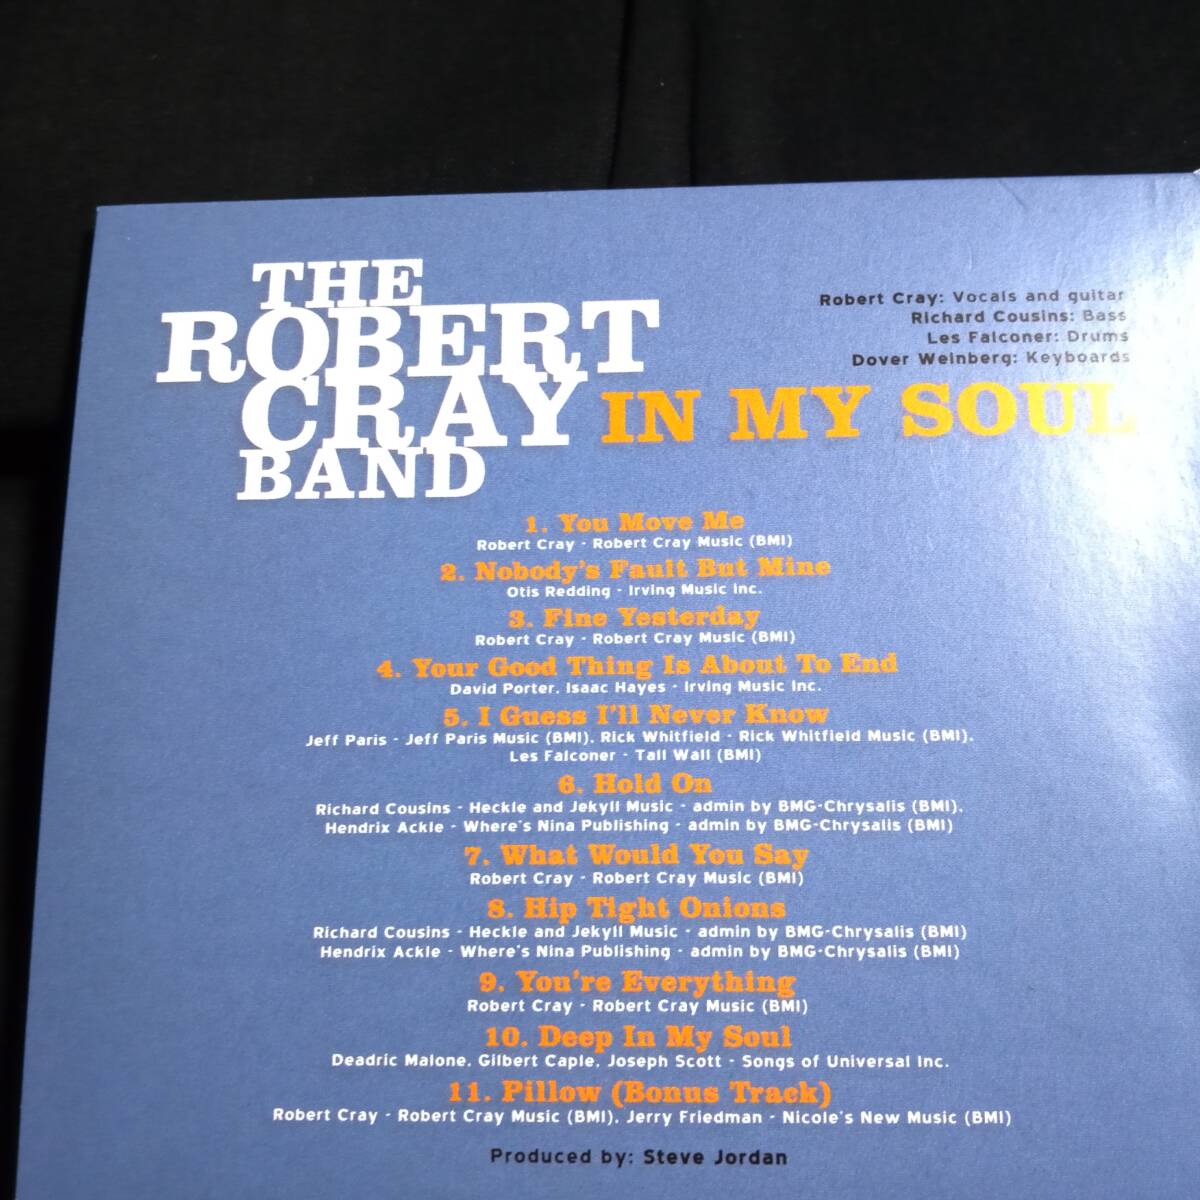 THE
ROBERT
CRAY
BAND
IN MY SOUL
Robert Cray: Vocals and guitar
Richard Cousins: Bass
Les Falconer: Drums
Dover Weinberg: Keyboards
1. You Move Me
Robert Cray - Robert Cray Music (BMI)
2. Nobody's Fault But Mine
Otis Redding - Irving Music Inc.
3. Fine Yesterday
Robert Cray - Robert Cray Music (BMI)
4. Your Good Thing Is About To End
David Porter, Isaac Hayes - Irving Music Inc.
5. I Guess I'll Never Know
Jeff Paris - Jeff Paris Music (BMI), Rick Whitfield - Rick Whitfield Music (BMI),
Les Falconer - Tall Wall (BMI)
6. Hold On
Richard Cousins - Heckle and Jekyll Music - admin by BMG-Chrysalis (BMI),
Hendrix Ackle - Where's Nina Publishing - admin by BMG-Chrysalis (BMI)
7. What Would You Say
Robert Cray - Robert Cray Music (BMI)
8. Hip Tight Onions
Richard Cousins - Heckle and Jekyll Music - admin by BMG-Chrysalis (BMI)
Hendrix Ackle - Where's Nina Publishing - admin by BMG-Chrysalis (BMI)
9. You're Everything
Robert Cray - Robert Cray Music (BMI)
10. Deep In My Soul
Deadric Malone, Gilbert Caple, Joseph Scott - Songs of Universal Inc.
11. Pillow (Bonus Track)
Robert Cray - Robert Cray Music (BMI), Jerry Friedman - Nicole's New Music (BMI)
Produced by: Steve Jordan